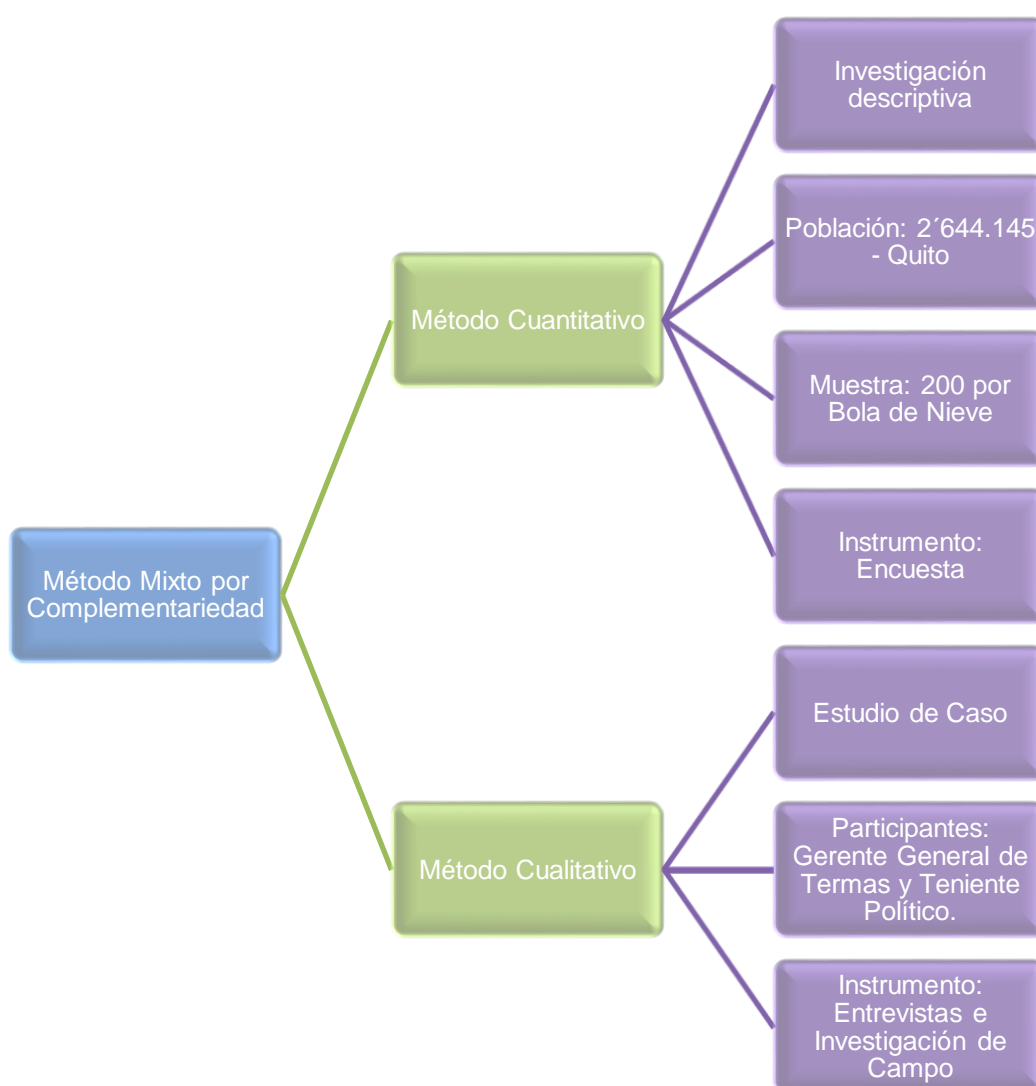 Método Mixto por
Complementariedad
Método Cuantitativo
Investigación
descriptiva
Población: 2´644.145
- Quito
Muestra: 200 por
Bola de Nieve
Instrumento:
Encuesta
Método Cualitativo
Estudio de Caso
Participantes:
Gerente General de
Termas y Teniente
Político.
Instrumento:
Entrevistas e
Investigación de
Campo